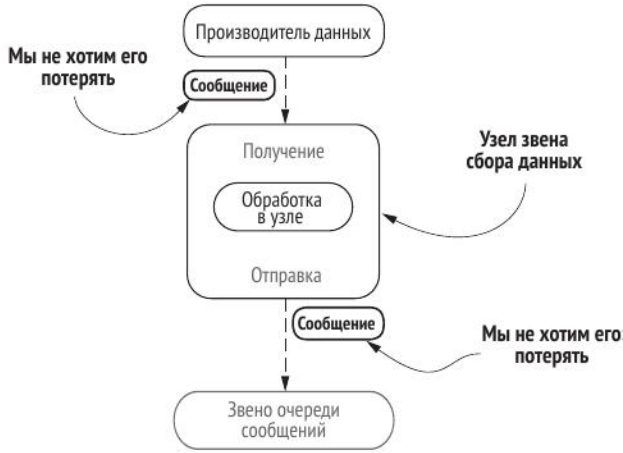 Производитель данных
Мы не хотим его
потерять
Сообщение
Получение
Узел звена
сбора данных
Обработка
в узле
Отправка
Сообщение
Мы не хотим его
потерять
Звено очереди
сообщений